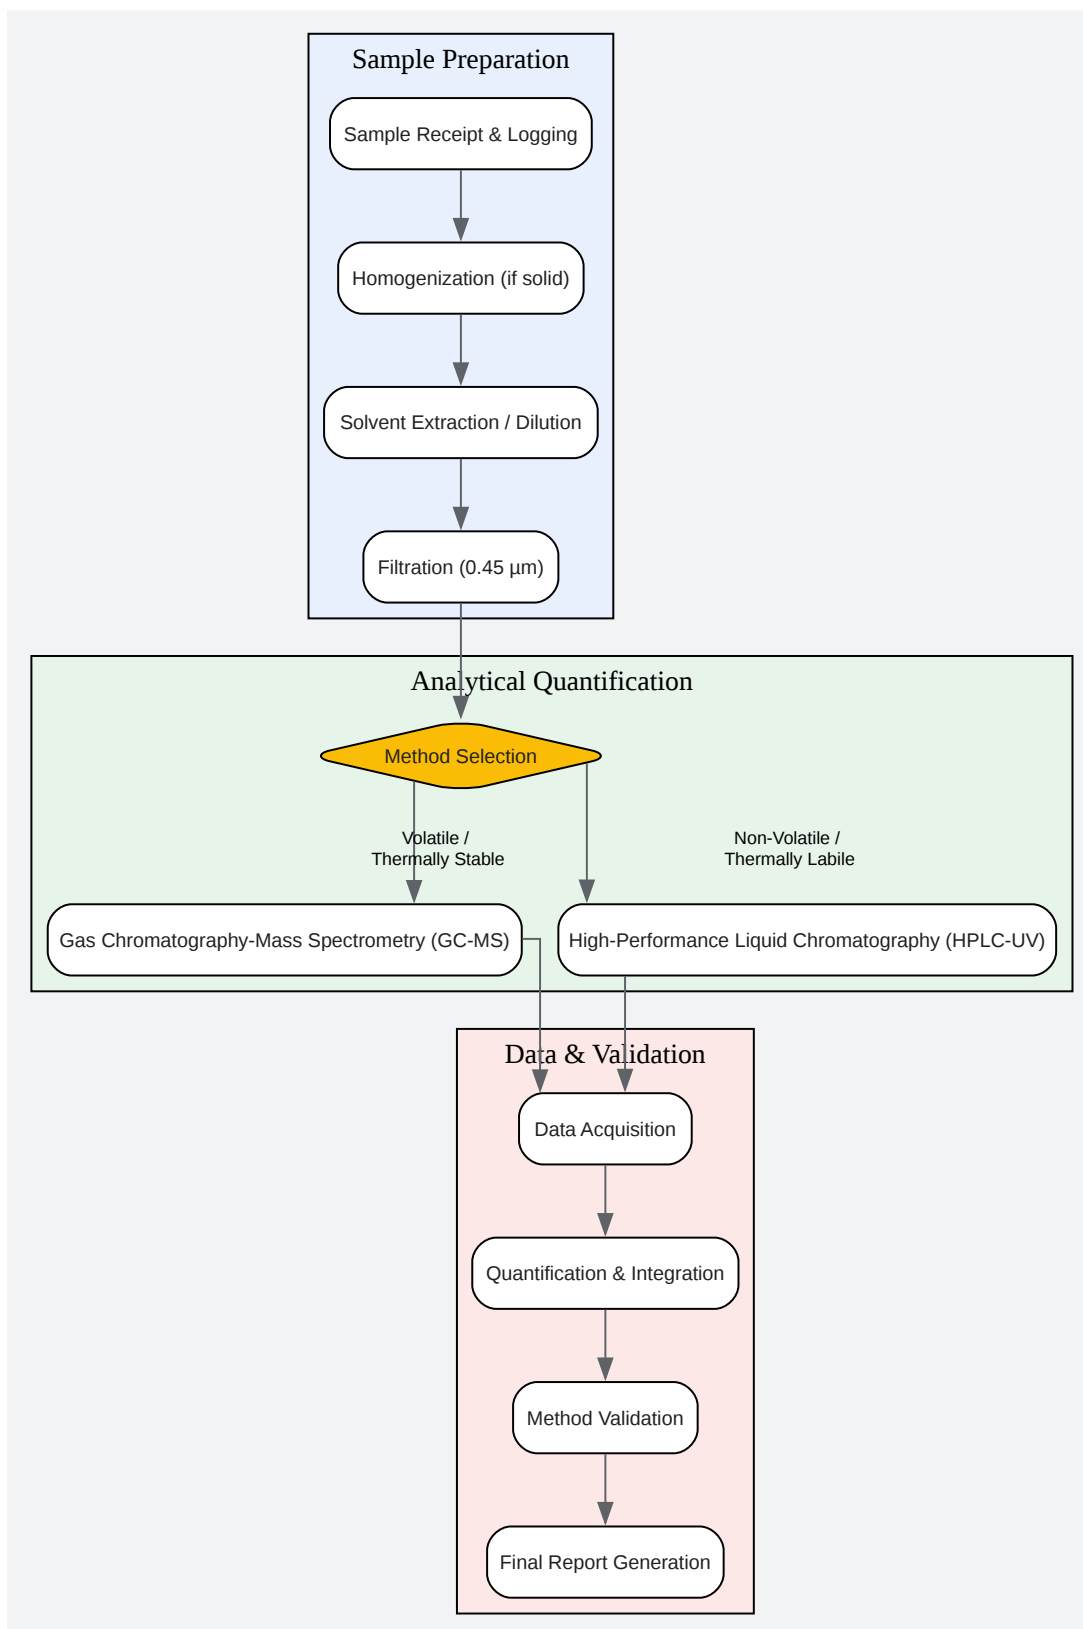 Sample Preparation
Sample Receipt & Logging
Homogenization (if solid)
Solvent Extraction / Dilution
Filtration (0.45 µm)
Analytical Quantification
Method Selection
Volatile /
Thermally Stable
Non-Volatile /
Thermally Labile
Gas Chromatography-Mass Spectrometry (GC-MS)
High-Performance Liquid Chromatography (HPLC-UV)
Data & Validation
Data Acquisition
Quantification & Integration
Method Validation
Final Report Generation